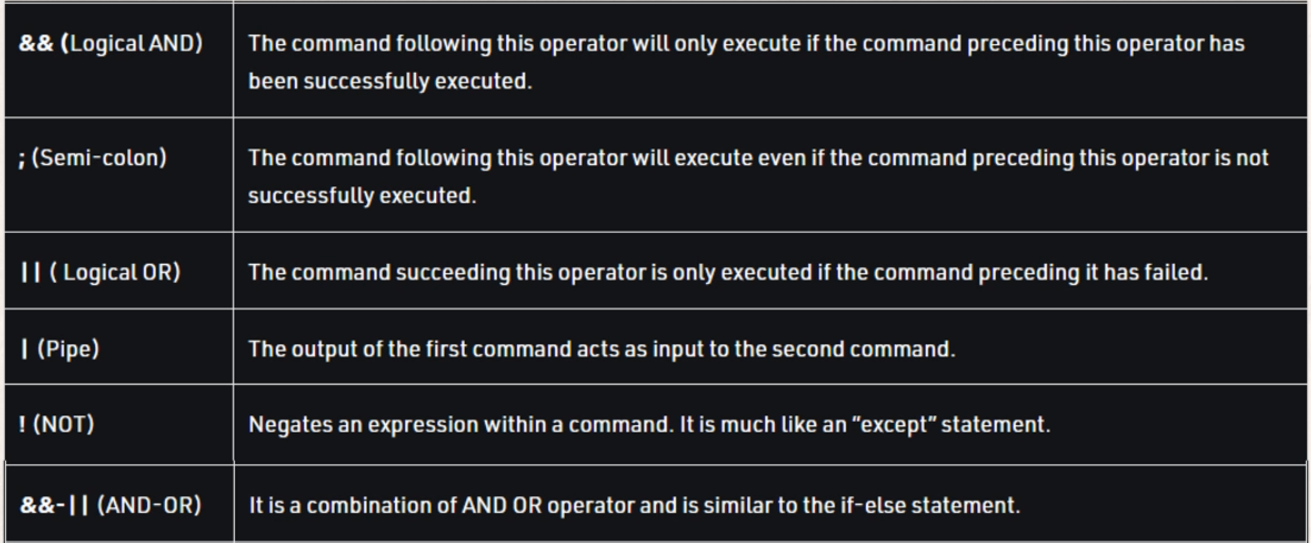 && (Logical AND)
The command following this operator will only execute if the command preceding this operator has
been successfully executed.
; (Semi-colon)
The command following this operator will execute even if the command preceding this operator is not
successfully executed.
|| ( Logical OR)
The command succeeding this operator is only executed if the command preceding it has failed.
| (Pipe)
The output of the first command acts as input to the second command.
! (NOT)
Negates an expression within a command. It is much like an “except” statement.
&&-|| (AND-OR)
It is a combination of AND OR operator and is similar to the if-else statement.